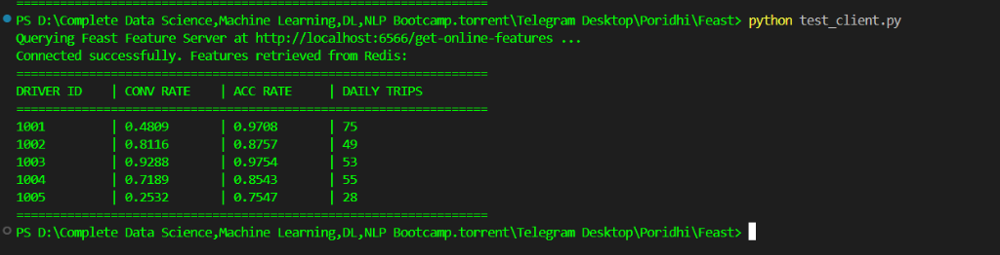 =================================================================
PS D:\Complete Data Science,Machine Learning,DL,NLP Bootcamp.torrent\Telegram Desktop\Poridhi\Feast> python test_client.py
Querying Feast Feature Server at http://localhost:6566/get-online-features ...
Connected successfully. Features retrieved from Redis:
=================================================================
DRIVER ID    | CONV RATE    | ACC RATE     | DAILY TRIPS
=================================================================
1001         | 0.4809       | 0.9708       | 75
1002         | 0.8116       | 0.8757       | 49
1003         | 0.9288       | 0.9754       | 53
1004         | 0.7189       | 0.8543       | 55
1005         | 0.2532       | 0.7547       | 28
=================================================================
PS D:\Complete Data Science,Machine Learning,DL,NLP Bootcamp.torrent\Telegram Desktop\Poridhi\Feast>